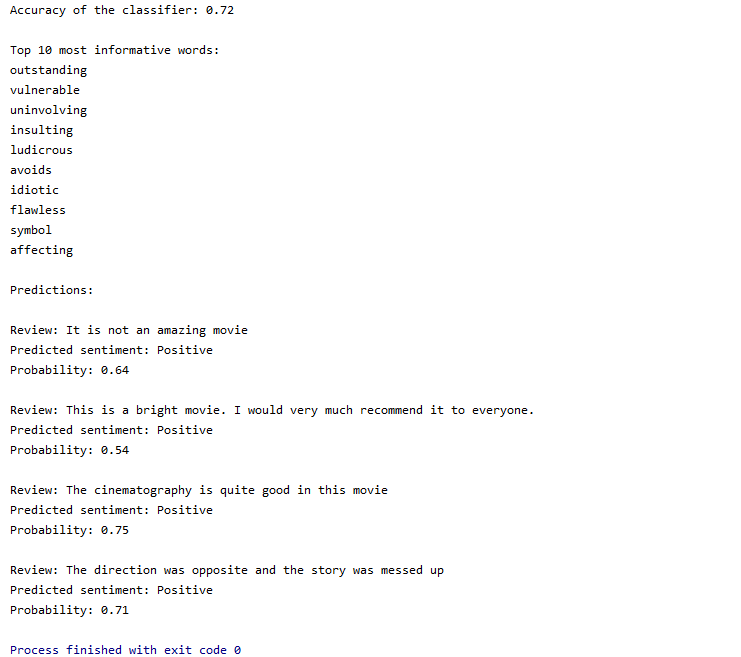 Accuracy of the classifier: 0.72
Top 10 most informative words:
outstanding
vulnerable
uninvolving
insulting
ludicrous
avoids
idiotic
flawless
symbol
affecting
Predictions:
Review: It is not an amazing movie
Predicted sentiment: Positive
Probability: 0.64
Review: This is a bright movie. I would very much recommend it to everyone.
Predicted sentiment: Positive
Probability: 0.54
Review: The cinematography is quite good in this movie
Predicted sentiment: Positive
Probability: 0.75
Review: The direction was opposite and the story was messed up
Predicted sentiment: Positive
Probability: 0.71
Process finished with exit code 0